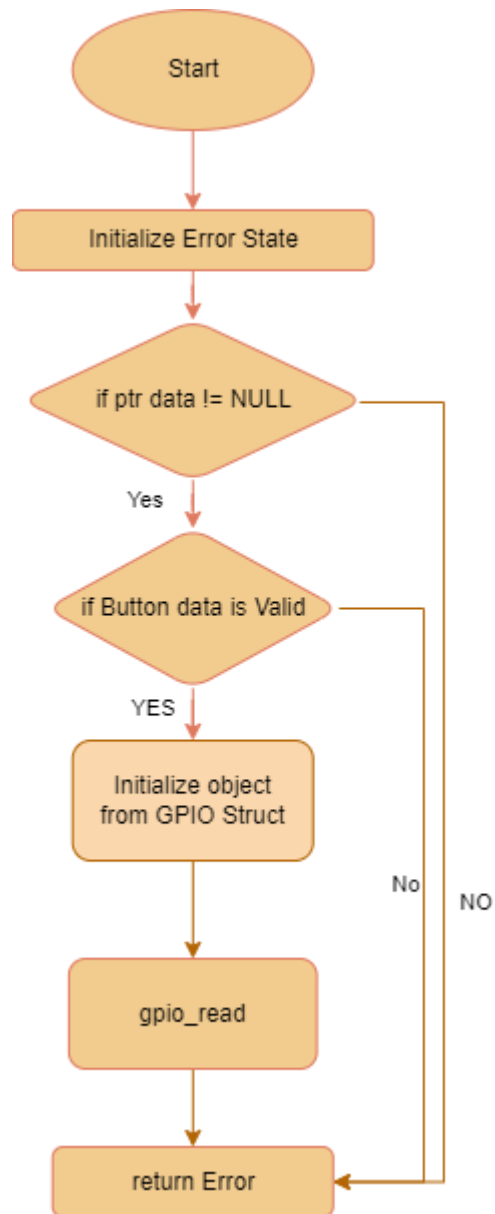 Start
Initialize Error State
if ptr data != NULL
Yes
if Button data is Valid
YES
Initialize object
from GPIO Struct
No
NO
gpio_read
return Error